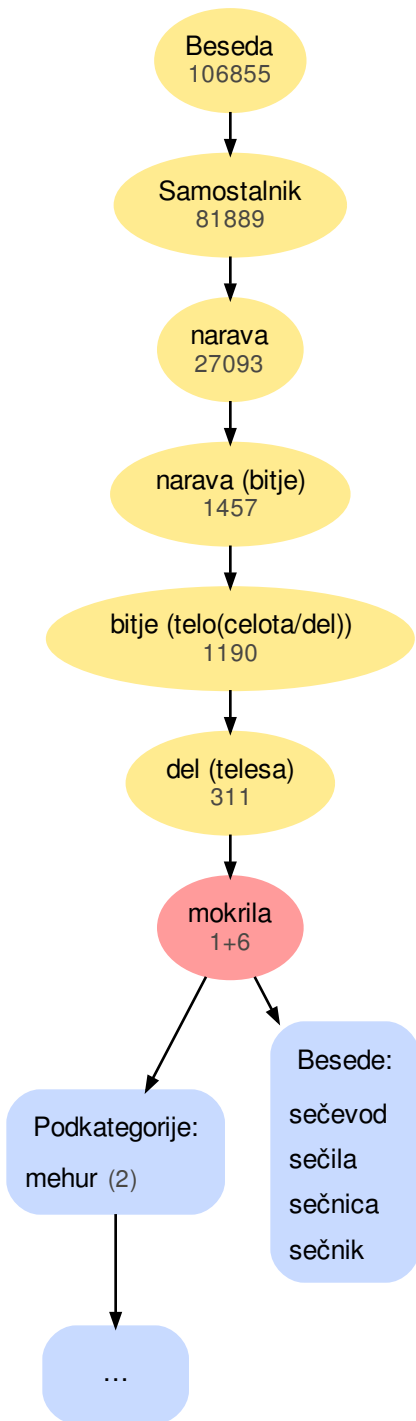 Beseda
106855
Samostalnik
81889
narava
27093
narava (bitje)
1457
bitje (telo(celota/del))
1190
del (telesa)
311
mokrila
1+6
Podkategorije:
mehur (2)
...
Besede:
sečevod
sečila
sečnica
sečnik